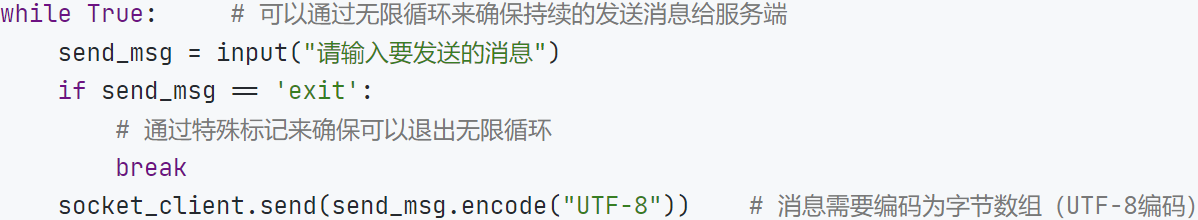 while True:     # 可以通过无限循环来确保持续的发送消息给服务端
    send_msg = input("请输入要发送的消息")
    if send_msg == 'exit':
        # 通过特殊标记来确保可以退出无限循环
        break
    socket_client.send(send_msg.encode("UTF-8"))    # 消息需要编码为字节数组（UTF-8编码）